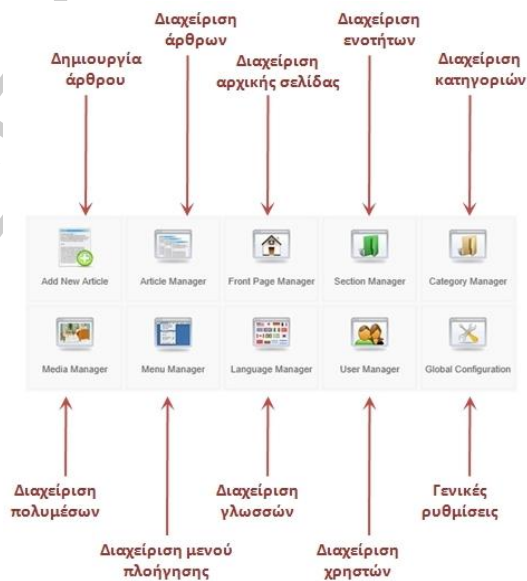 Διαχείριση
άρθρων
Διαχείριση
ενοτήτων
Δημιουργία
άρθρου
Διαχείριση
αρχικής σελίδας
Διαχείριση
κατηγοριών
Add New Article
Article Manager
Front Page Manager
Section Manager
Category Manager
Media Manager
Menu Manager
Language Manager
User Manager
Global Configuration
Διαχείριση
πολυμέσων
Διαχείριση
γλωσσών
Γενικές
ρυθμίσεις
Διαχείριση μενού
πλοήγησης
Διαχείριση
χρηστών